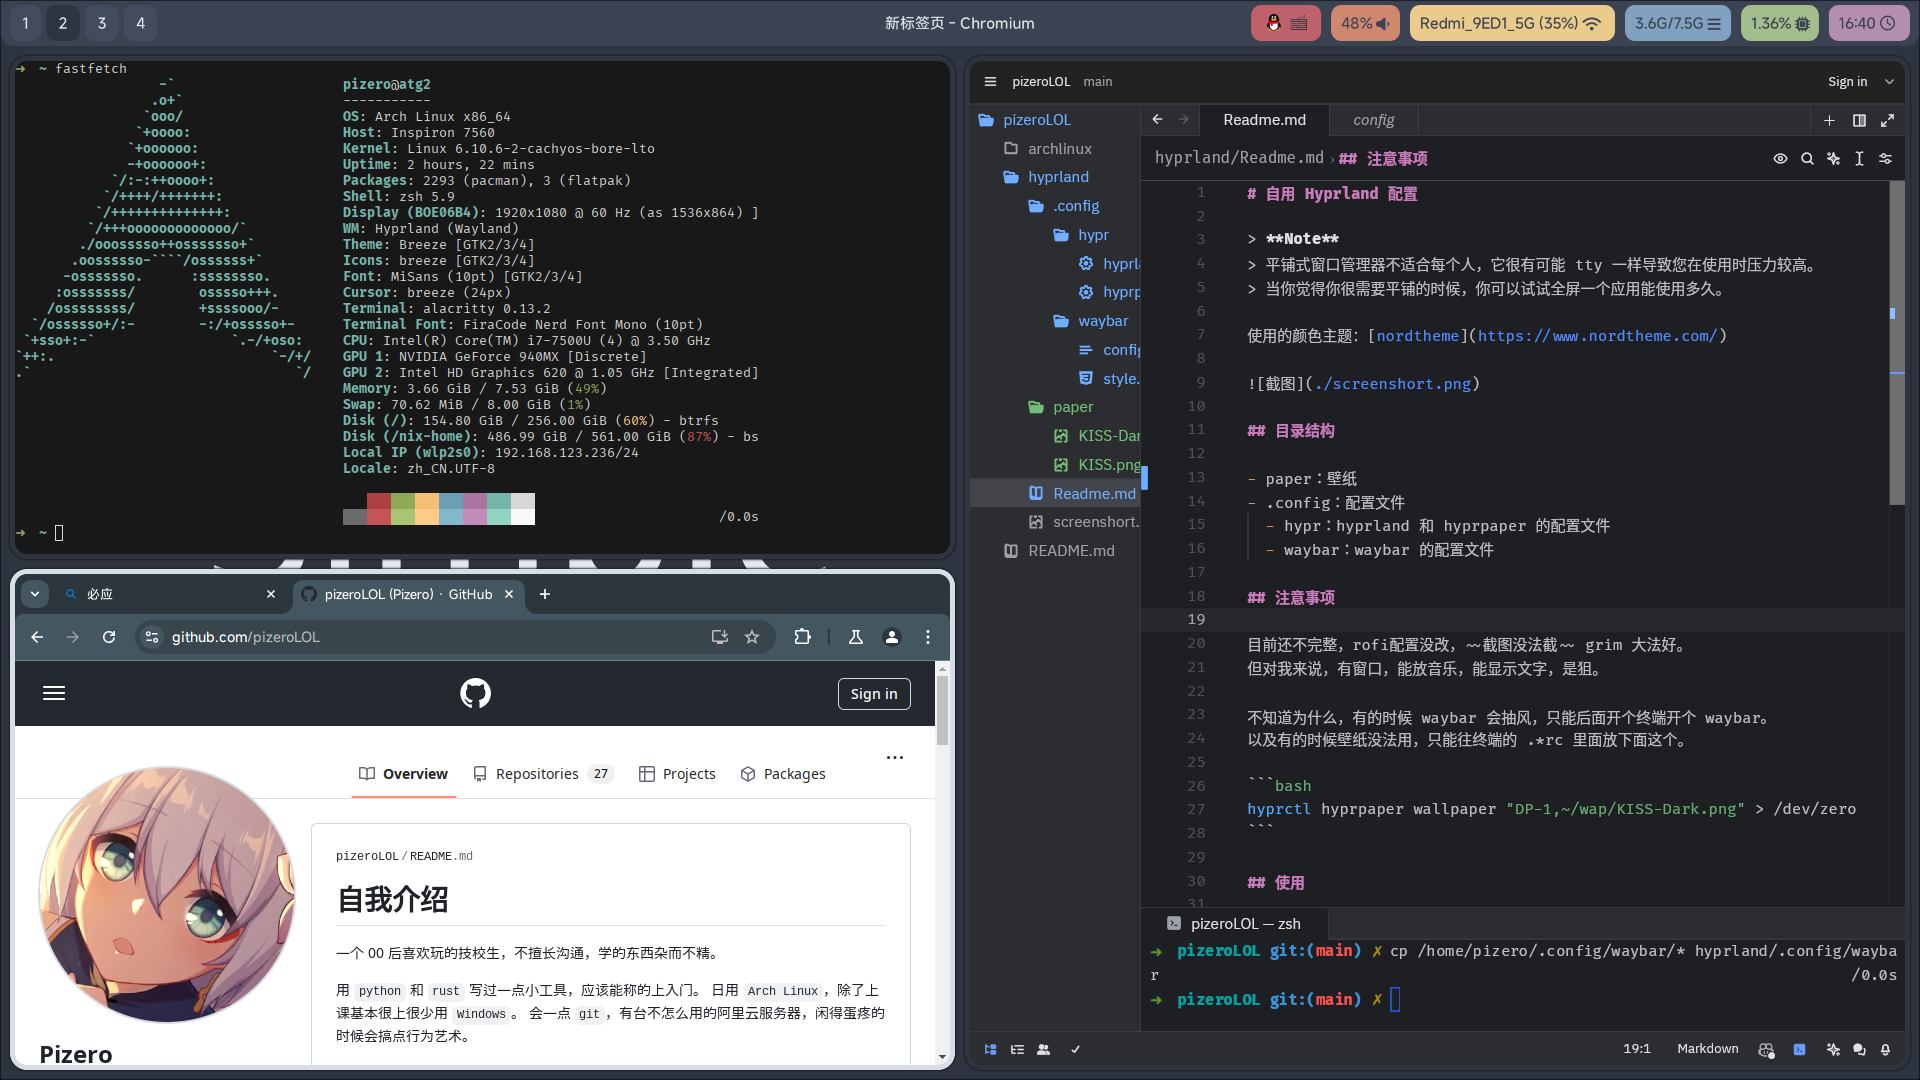 1 2 3 4
新标签页 - Chromium
48% Redmi_9ED1_5G (35%) 3.6G/7.5G 1.36% 16:40
➜ ~ fastfetch
-`
.o+`
`ooo/
`+oooo:
`+oooooo:
-+oooooo+:
`/:-:++oooo+:
`/++++/+++++++:
`/++++++++++++++:
`/+++ooooooooooooo/`
./ooosssso++osssssso+`
.oossssso-````/ossssss+`
-osssssso. :ssssssso.
:osssssss/ osssso+++.
/ossssssss/ +ssssooo/-
`/ossssso+/:- -:/+osssso+-
`+sso+:-` `.-/+oso:
`++:. `-/+/
.` `/
pizero@atg2
-----------
OS: Arch Linux x86_64
Host: Inspiron 7560
Kernel: Linux 6.10.6-2-cachyos-bore-lto
Uptime: 2 hours, 22 mins
Packages: 2293 (pacman), 3 (flatpak)
Shell: zsh 5.9
Display (BOE06B4): 1920x1080 @ 60 Hz (as 1536x864) ]
WM: Hyprland (Wayland)
Theme: Breeze [GTK2/3/4]
Icons: breeze [GTK2/3/4]
Font: MiSans (10pt) [GTK2/3/4]
Cursor: breeze (24px)
Terminal: alacritty 0.13.2
Terminal Font: FiraCode Nerd Font Mono (10pt)
CPU: Intel(R) Core(TM) i7-7500U (4) @ 3.50 GHz
GPU 1: NVIDIA GeForce 940MX [Discrete]
GPU 2: Intel HD Graphics 620 @ 1.05 GHz [Integrated]
Memory: 3.66 GiB / 7.53 GiB (49%)
Swap: 70.62 MiB / 8.00 GiB (1%)
Disk (/): 154.80 GiB / 256.00 GiB (60%) - btrfs
Disk (/nix-home): 486.99 GiB / 561.00 GiB (87%) - bs
Local IP (wlp2s0): 192.168.123.236/24
Locale: zh_CN.UTF-8
/0.0s
➜ ~
必应
pizeroLOL (Pizero) · GitHub
github.com/pizeroLOL
Sign in
Overview
Repositories 27
Projects
Packages
pizeroLOL/README.md
自我介绍
一个 00 后喜欢玩的技校生，不擅长沟通，学的东西杂而不精。
用 python 和 rust 写过一点小工具，应该能称的上入门。 日用 Arch Linux，除了上
课基本很上很少用 Windows。 会一点 git，有台不怎么用的阿里云服务器，闲得蛋疼的
时候会搞点行为艺术。
Pizero
pizeroLOL main
Sign in
pizeroLOL
archlinux
hyprland
.config
hypr
hyprl
hyprp
waybar
config
style.
paper
KISS-Dar
KISS.png
Readme.md
screenshort.
README.md
Readme.md config
hyprland/Readme.md › ## 注意事项
1 # 自用 Hyprland 配置
2
3 > **Note**
4 > 平铺式窗口管理器不适合每个人，它很有可能 tty 一样导致您在使用时压力较高。
5 > 当你觉得你很需要平铺的时候，你可以试试全屏一个应用能使用多久。
6
7 使用的颜色主题：[nordtheme](https://www.nordtheme.com/)
8
9 ![截图](./screenshort.png)
10
11 ## 目录结构
12
13 - paper：壁纸
14 - .config：配置文件
15 - hypr：hyprland 和 hyprpaper 的配置文件
16 - waybar：waybar 的配置文件
17
18 ## 注意事项
19
20 目前还不完整，rofi配置没改，~~截图没法截~~ grim 大法好。
21 但对我来说，有窗口，能放音乐，能显示文字，是狙。
22
23 不知道为什么，有的时候 waybar 会抽风，只能后面开个终端开个 waybar。
24 以及有的时候壁纸没法用，只能往终端的 .*rc 里面放下面这个。
25
26 ```bash
27 hyprctl hyprpaper wallpaper "DP-1,~/wap/KISS-Dark.png" > /dev/zero
28 ```
29
30 ## 使用
31
pizeroLOL — zsh
➜ pizeroLOL git:(main) ✗ cp /home/pizero/.config/waybar/* hyprland/.config/wayba
r /0.0s
➜ pizeroLOL git:(main) ✗
19:1 Markdown